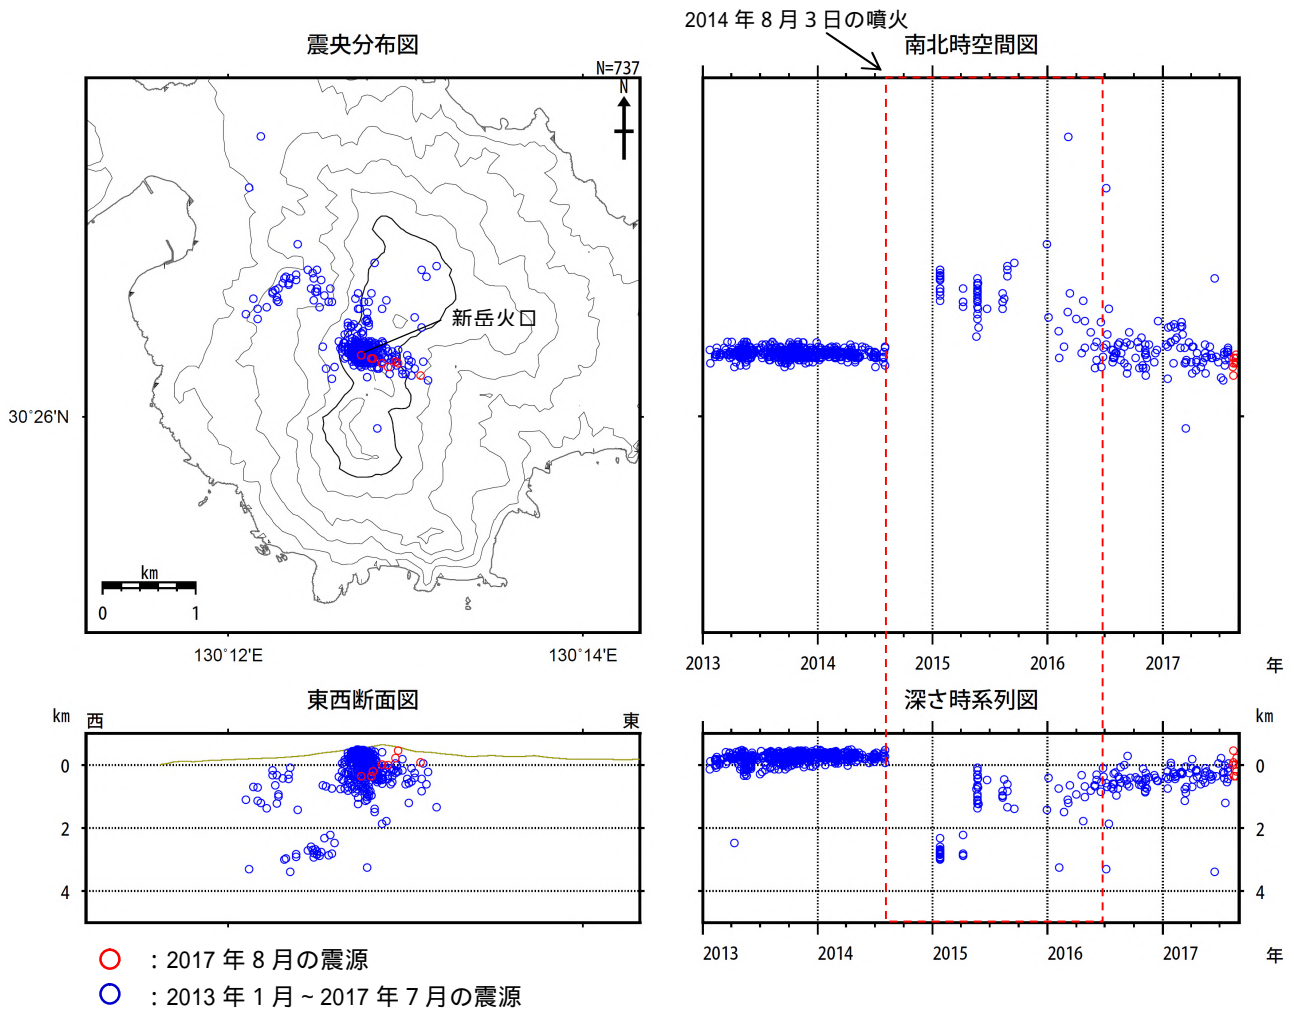 2014 年 8 月 3 日の噴火
震央分布図
南北時空間図
N=737
N
新岳火口
30°26'N
km
0 1
130°12'E 130°14'E
2013 2014 2015 2016 2017 年
東西断面図
深さ時系列図
km 西 東
km
0
2
4
0
2
4
2013 2014 2015 2016 2017 年
：2017 年 8 月の震源
：2013 年 1 月～2017 年 7 月の震源